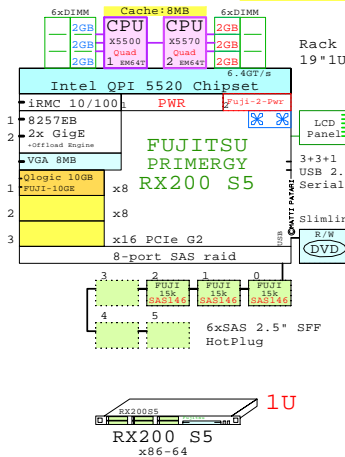 6xDIMM Cache:8MB 6xDIMM
2GB CPU CPU 2GB
2GB X5500 X5570 2GB
2GB Quad Quad 2GB
1 EM64T 2 EM64T
Rack
19"1U
6.4GT/s
Intel QPI 5520 Chipset
iRMC 10/100 1 PWR 2 Fuji-2-Pwr
1 8257EB
2 2x GigE
+Offload Engine
LCD
Panel
VGA 8MB
FUJITSU
PRIMERGY
RX200 S5
3+3+1
USB 2.
Serial
Qlogic 10GB
1 FUJI-10GE x8
2 x8
3 x16 PCIe G2
USB
©MATTI PATARI
Slimlin
R/W
DVD
8-port SAS raid
3 2 1 0
FUJI FUJI FUJI
15k 15k 15k
SAS146 SAS146 SAS146
4 5
6xSAS 2.5" SFF
HotPlug
1U
RX200S5
RX200 S5
x86-64